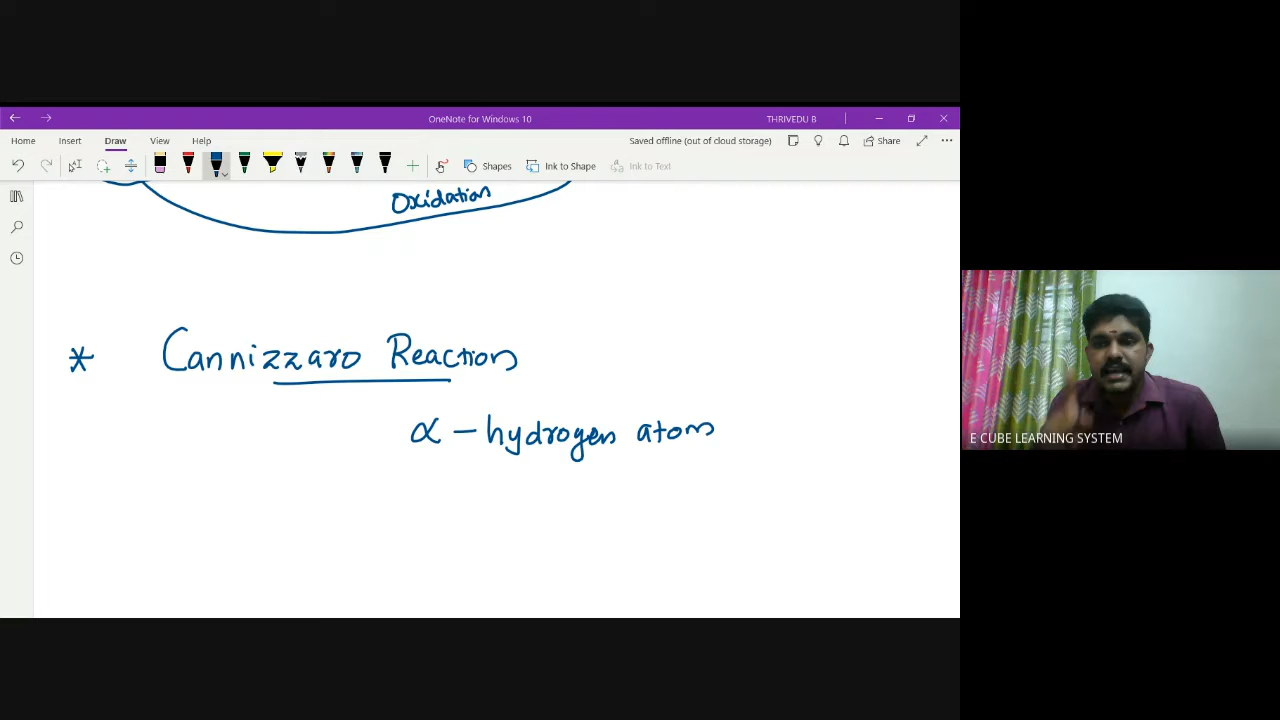 OneNote for Windows 10
THRIVEDU B
Home Insert Draw View Help
Saved offline (out of cloud storage)
Share
Shapes
Ink to Shape
Ink to Text
Oxidation
* Cannizzaro Reaction
α - hydrogen atom
E CUBE LEARNING SYSTEM